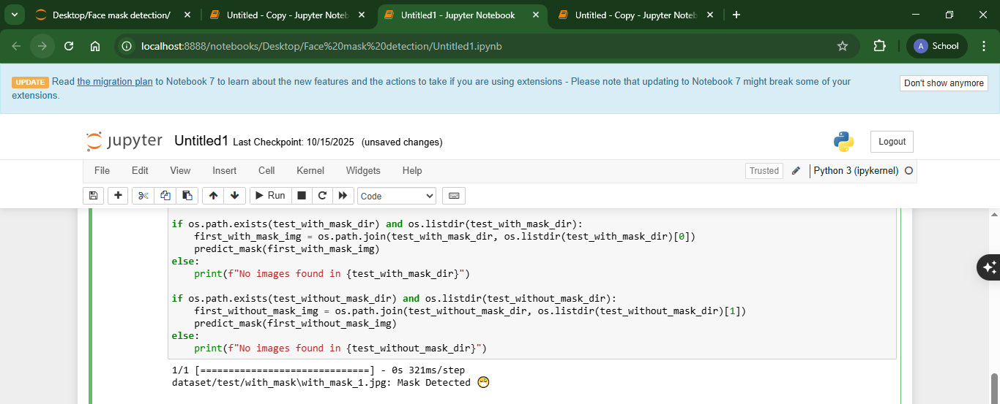 Desktop/Face mask detection/
Untitled - Copy - Jupyter Noteb
Untitled1 - Jupyter Notebook
Untitled - Copy - Jupyter Noteb
localhost:8888/notebooks/Desktop/Face%20mask%20detection/Untitled1.ipynb
A School
UPDATE Read the migration plan to Notebook 7 to learn about the new features and the actions to take if you are using extensions - Please note that updating to Notebook 7 might break some of your
extensions.
Don't show anymore
jupyter Untitled1 Last Checkpoint: 10/15/2025 (unsaved changes)
Logout
File Edit View Insert Cell Kernel Widgets Help
Trusted Python 3 (ipykernel)
Run Code
if os.path.exists(test_with_mask_dir) and os.listdir(test_with_mask_dir):
    first_with_mask_img = os.path.join(test_with_mask_dir, os.listdir(test_with_mask_dir)[0])
    predict_mask(first_with_mask_img)
else:
    print(f"No images found in {test_with_mask_dir}")
if os.path.exists(test_without_mask_dir) and os.listdir(test_without_mask_dir):
    first_without_mask_img = os.path.join(test_without_mask_dir, os.listdir(test_without_mask_dir)[1])
    predict_mask(first_without_mask_img)
else:
    print(f"No images found in {test_without_mask_dir}")
1/1 [==============================] - 0s 321ms/step
dataset/test/with_mask\with_mask_1.jpg: Mask Detected 😷